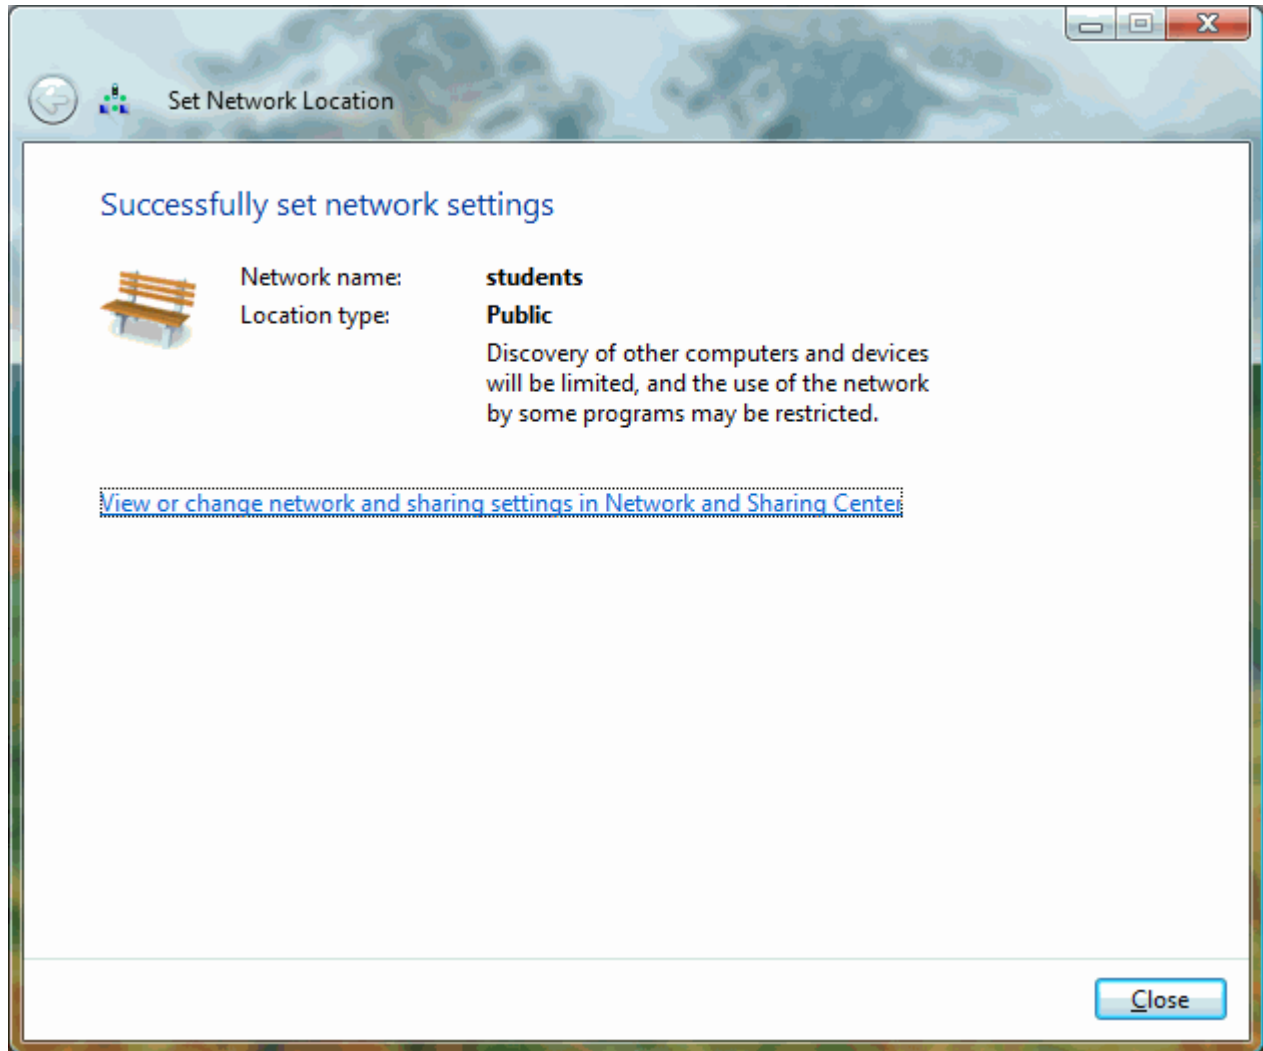 Set Network Location
Successfully set network settings
Network name: students
Location type: Public
Discovery of other computers and devices
will be limited, and the use of the network
by some programs may be restricted.
View or change network and sharing settings in Network and Sharing Center
Close